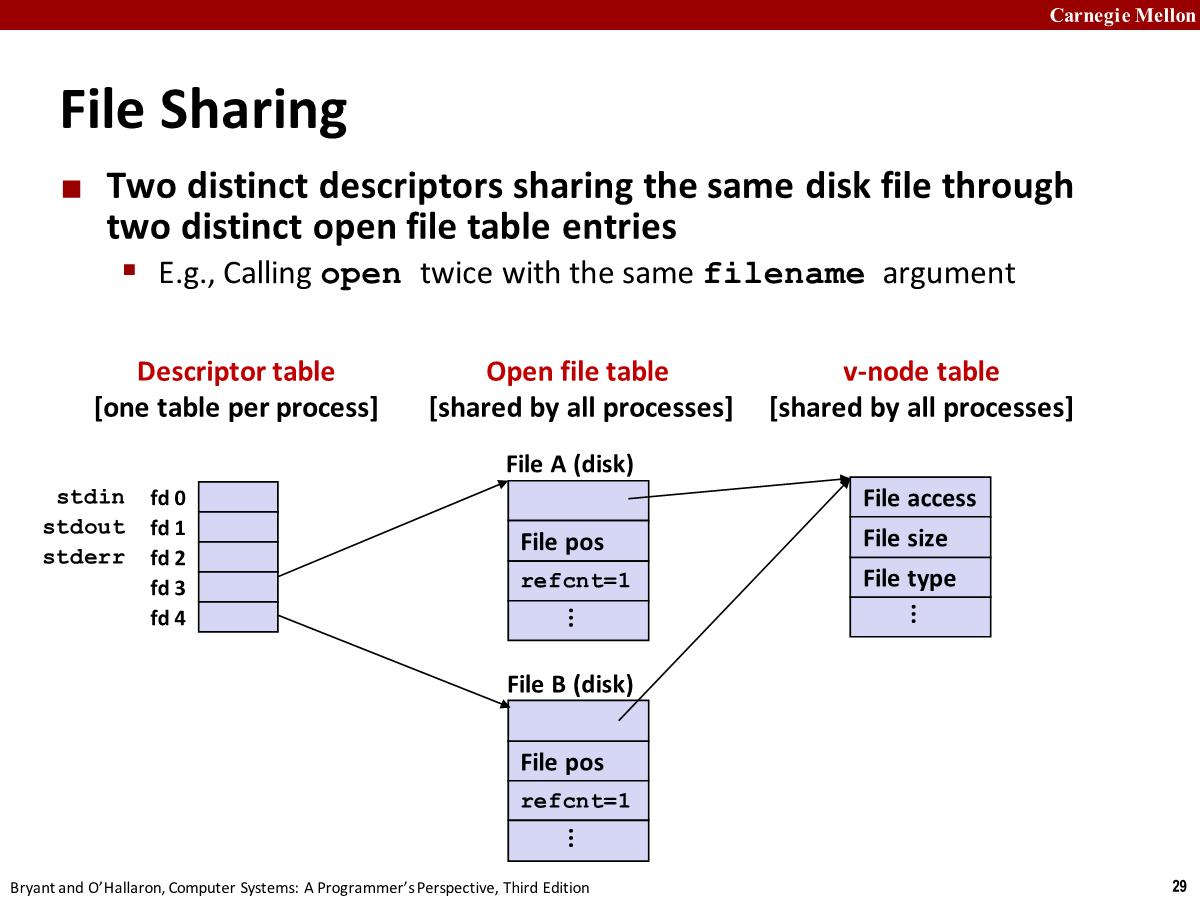 Carnegie Mellon
File Sharing
Two distinct descriptors sharing the same disk file through
two distinct open file table entries
E.g., Calling open twice with the same filename argument
Descriptor table
[one table per process]
Open file table
[shared by all processes]
v-node table
[shared by all processes]
stdin fd 0
stdout fd 1
stderr fd 2
fd 3
fd 4
File A (disk)
File pos
refcnt=1
⋮
File B (disk)
File pos
refcnt=1
⋮
File access
File size
File type
⋮
Bryant and O’Hallaron, Computer Systems: A Programmer’s Perspective, Third Edition
29